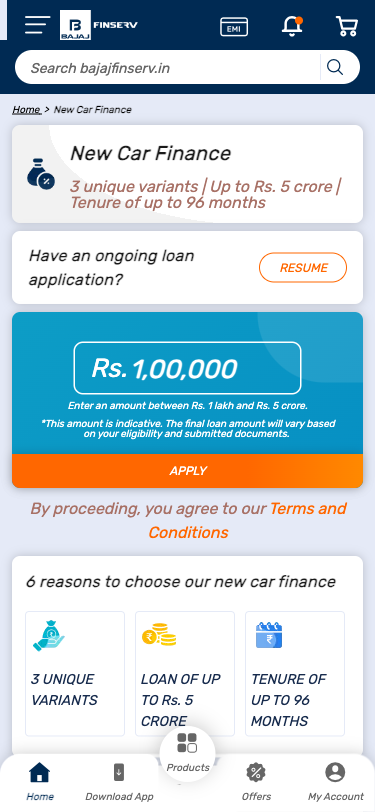 B
BAJAJ
FINSERV
EMI
Search bajajfinserv.in
Home > New Car Finance
New Car Finance
3 unique variants | Up to Rs. 5 crore |
Tenure of up to 96 months
Have an ongoing loan
application?
RESUME
Rs. 1,00,000
Enter an amount between Rs. 1 lakh and Rs. 5 crore.
*This amount is indicative. The final loan amount will vary based
on your eligibility and submitted documents.
APPLY
By proceeding, you agree to our Terms and
Conditions
6 reasons to choose our new car finance
3 UNIQUE
VARIANTS
LOAN OF UP
TO Rs. 5
CRORE
TENURE OF
UP TO 96
MONTHS
Home
Download App
Products
Offers
My Account